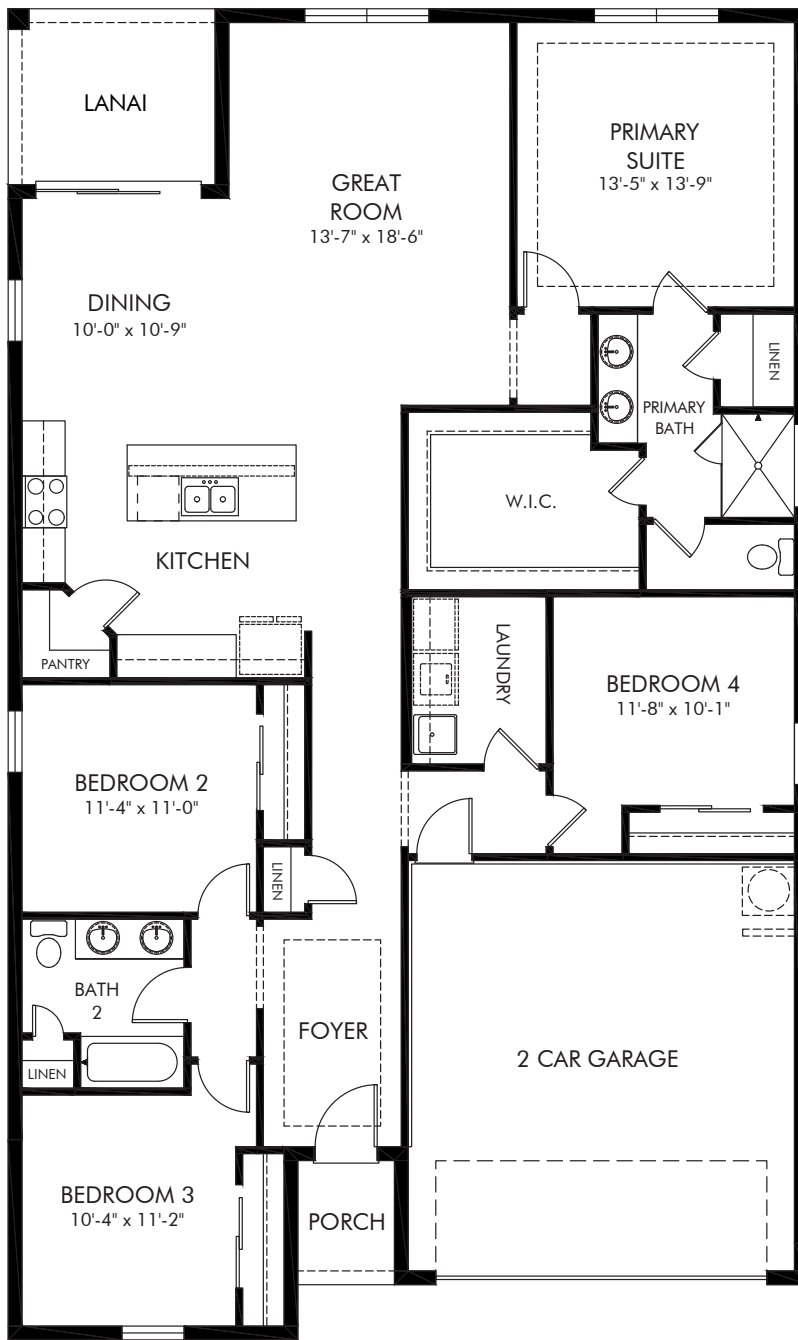 LANAI
PRIMARY
SUITE
13'-5" x 13'-9"
GREAT
ROOM
13'-7" x 18'-6"
DINING
10'-0" x 10'-9"
LINEN
PRIMARY
BATH
W.I.C.
KITCHEN
PANTRY
LAUNDRY
BEDROOM 4
11'-8" x 10'-1"
BEDROOM 2
11'-4" x 11'-0"
LINEN
BATH
2
FOYER
2 CAR GARAGE
LINEN
BEDROOM 3
10'-4" x 11'-2"
PORCH